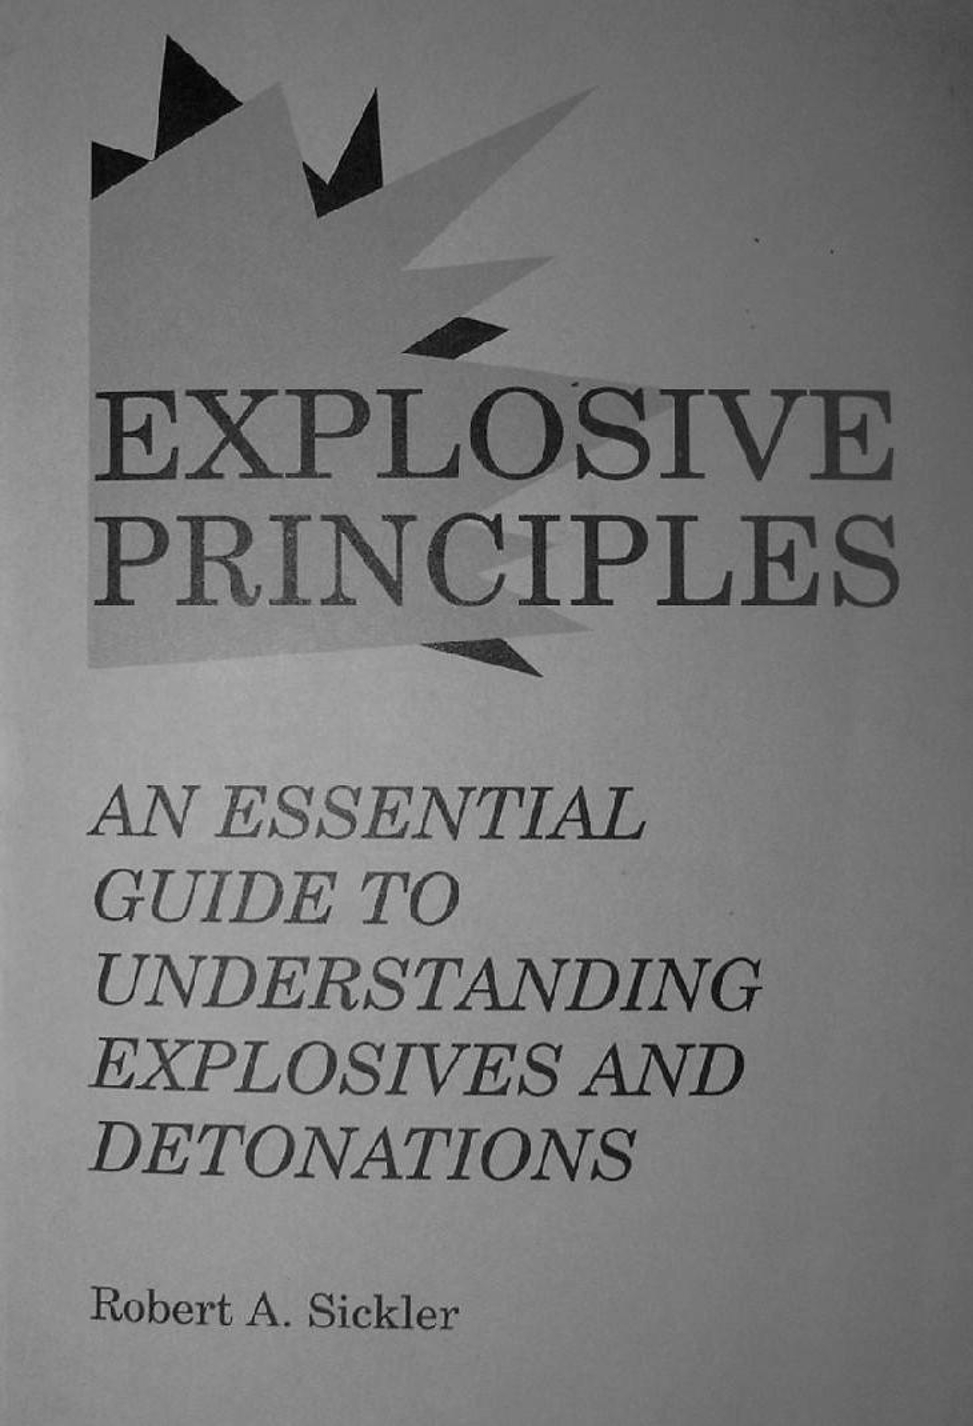 EXPLOSIVE
PRINCIPLES
AN ESSENTIAL
GUIDE TO
UNDERSTANDING
EXPLOSIVES AND
DETONATIONS
Robert A. Sickler